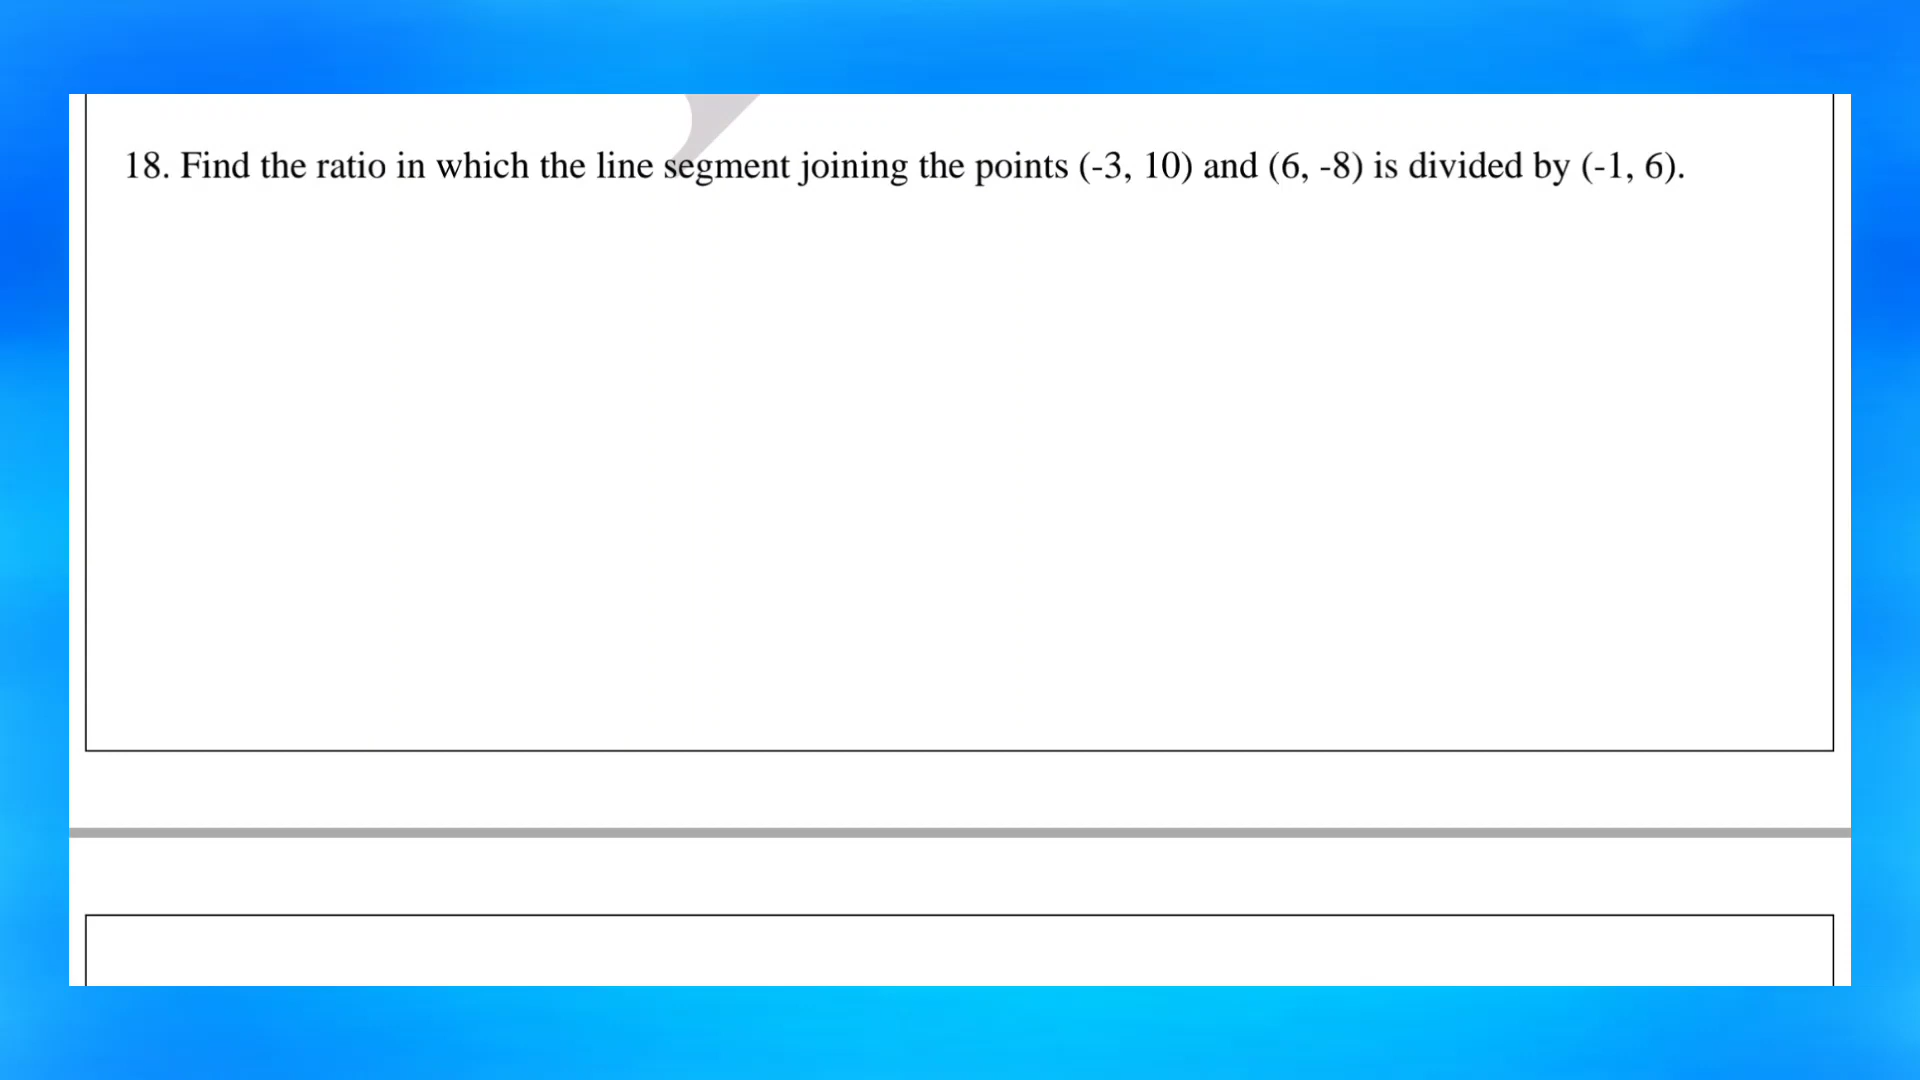 18. Find the ratio in which the line segment joining the points (-3, 10) and (6, -8) is divided by (-1, 6).